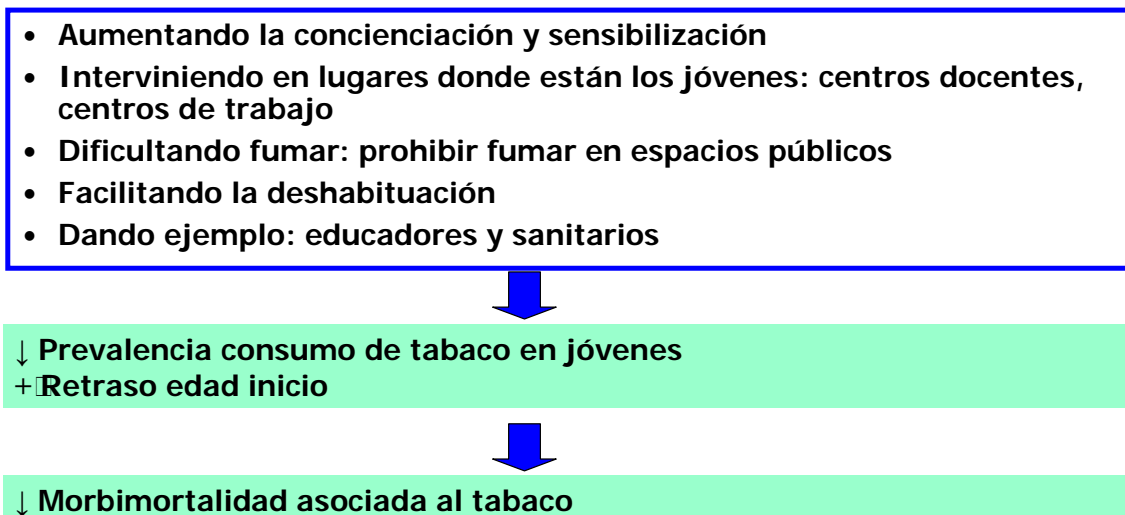 • Aumentando la concienciación y sensibilización
• Interviniendo en lugares donde están los jóvenes: centros docentes,
centros de trabajo
• Dificultando fumar: prohibir fumar en espacios públicos
• Facilitando la deshabituación
• Dando ejemplo: educadores y sanitarios
↓ Prevalencia consumo de tabaco en jóvenes
+ Retraso edad inicio
↓ Morbimortalidad asociada al tabaco